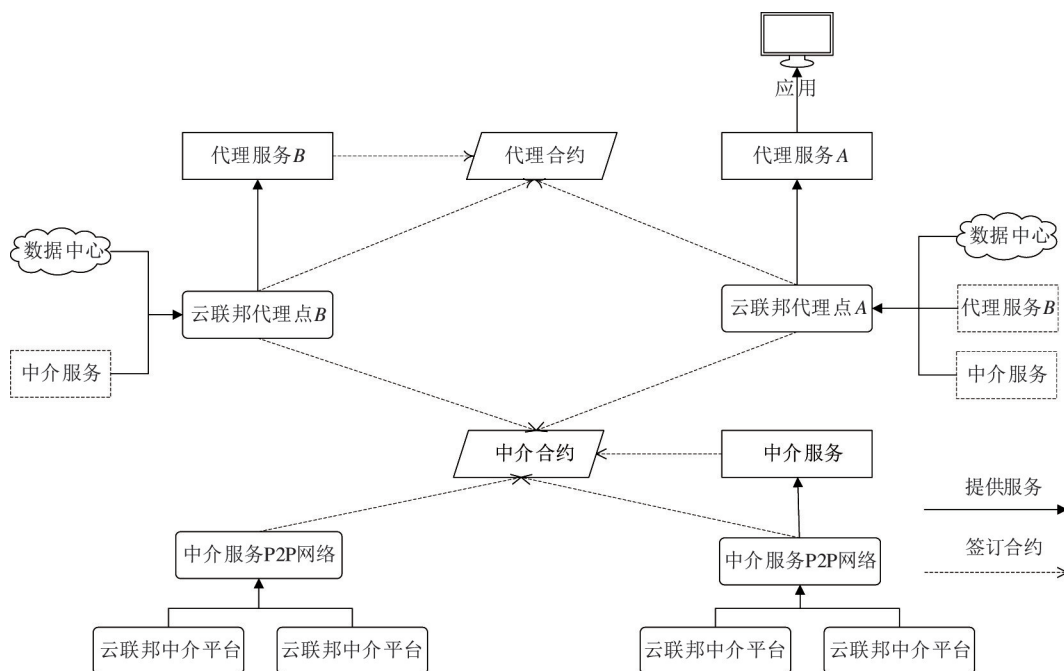 应用
代理服务B
代理合约
代理服务A
数据中心
数据中心
云联邦代理点B
云联邦代理点A
代理服务B
中介服务
中介服务
中介合约
中介服务
提供服务
签订合约
中介服务P2P网络
中介服务P2P网络
云联邦中介平台
云联邦中介平台
云联邦中介平台
云联邦中介平台